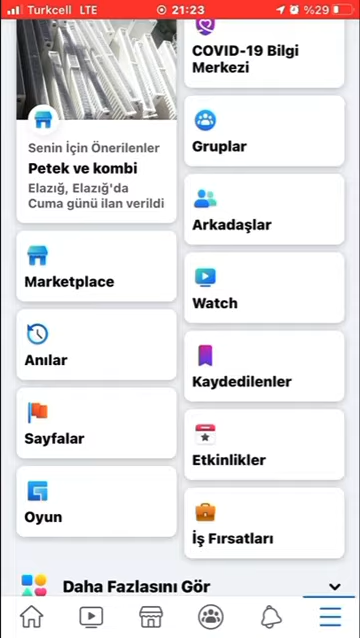 Turkcell LTE 21:23 %29
COVID-19 Bilgi
Merkezi
Senin İçin Önerilenler
Petek ve kombi
Elazığ, Elazığ'da
Cuma günü ilan verildi
Gruplar
Arkadaşlar
Marketplace
Watch
Anılar
Kaydedilenler
Sayfalar
Etkinlikler
Oyun
İş Fırsatları
Daha Fazlasını Gör